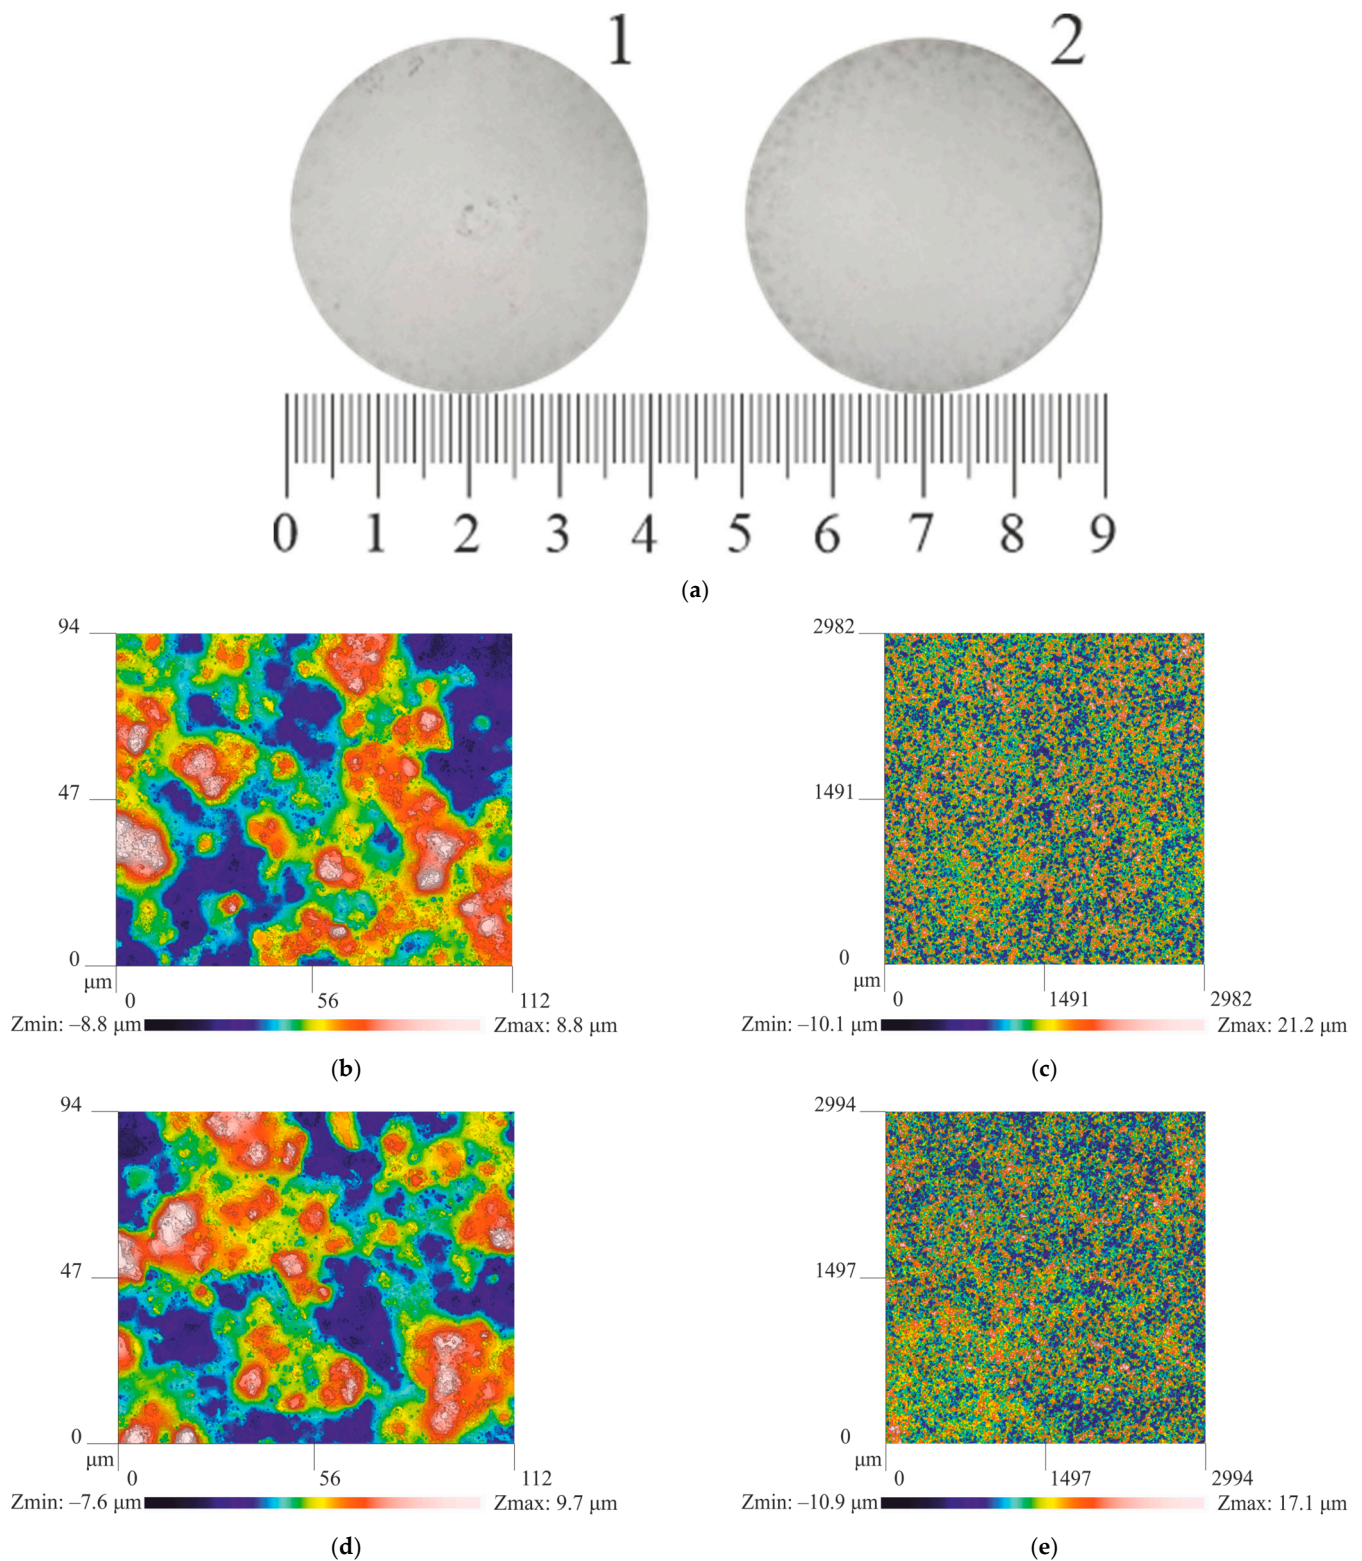 1 2
0 1 2 3 4 5 6 7 8 9
(a)
94
47
0
μm
0 56 112
Zmin: –8.8 μm Zmax: 8.8 μm
(b)
2982
1491
0
μm
0 1491 2982
Zmin: –10.1 μm Zmax: 21.2 μm
(c)
94
47
0
μm
0 56 112
Zmin: –7.6 μm Zmax: 9.7 μm
(d)
2994
1497
0
μm
0 1497 2994
Zmin: –10.9 μm Zmax: 17.1 μm
(e)